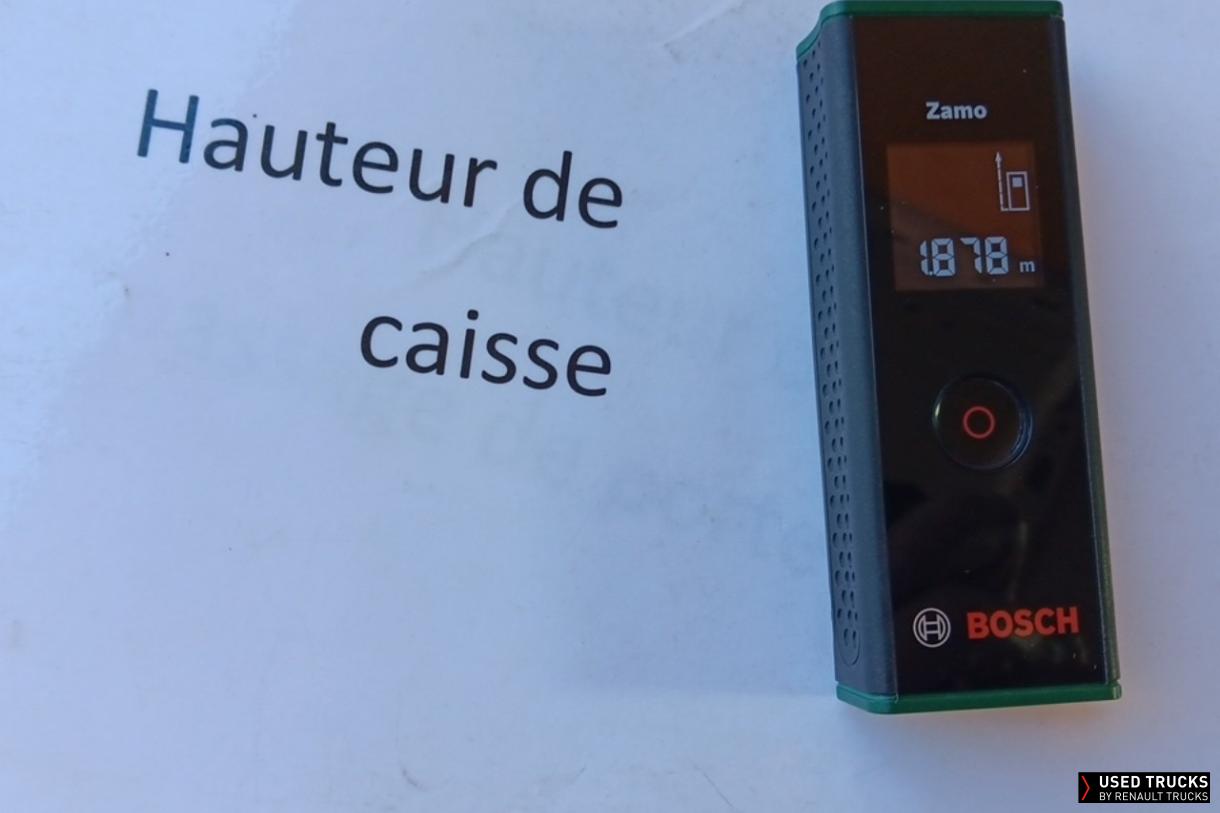 Hauteur de
caisse
Zamo
1.878 m
BOSCH
USED TRUCKS
BY RENAULT TRUCKS